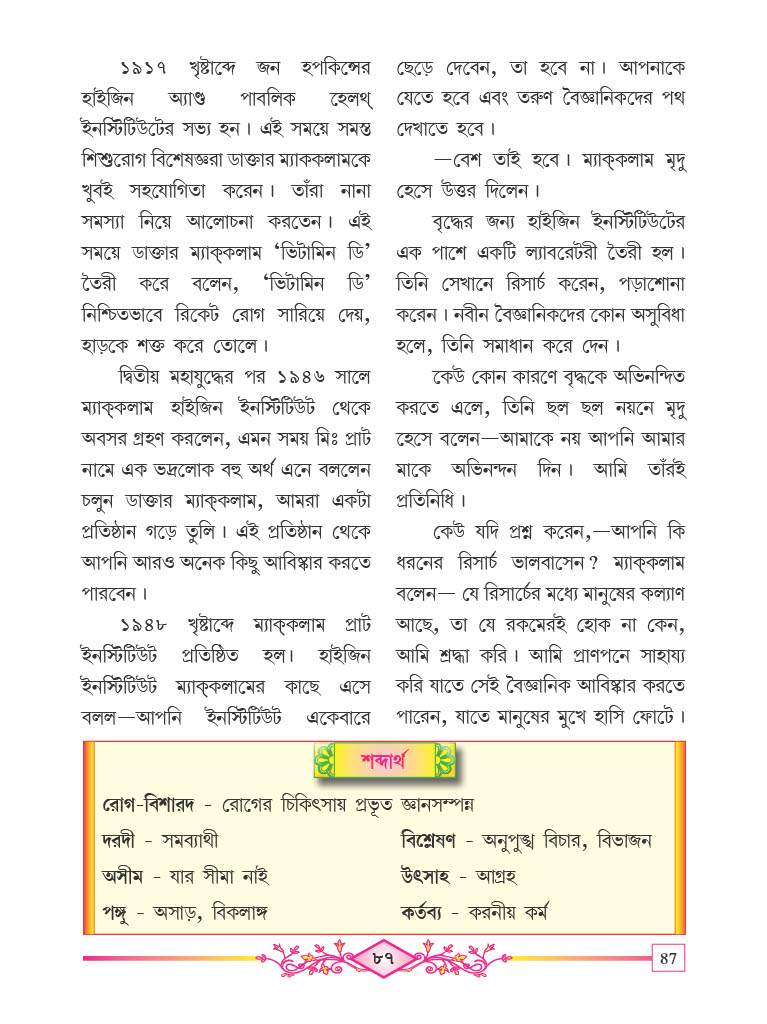 ১৯১৭ খৃষ্টাব্দে জন হপকিন্সের
হাইজিন অ্যাণ্ড পাবলিক হেলথ্
ইনস্টিটিউটের সভ্য হন। এই সময়ে সমস্ত
শিশুরোগ বিশেষজ্ঞরা ডাক্তার ম্যাককলামকে
খুবই সহযোগিতা করেন। তাঁরা নানা
সমস্যা নিয়ে আলোচনা করতেন। এই
সময়ে ডাক্তার ম্যাক্‌কলাম ‘ভিটামিন ডি’
তৈরী করে বলেন, ‘ভিটামিন ডি’
নিশ্চিতভাবে রিকেট রোগ সারিয়ে দেয়,
হাড়কে শক্ত করে তোলে।
দ্বিতীয় মহাযুদ্ধের পর ১৯৪৬ সালে
ম্যাক্‌কলাম হাইজিন ইনস্টিটিউট থেকে
অবসর গ্রহণ করলেন, এমন সময় মিঃ প্রাট
নামে এক ভদ্রলোক বহু অর্থ এনে বললেন
চলুন ডাক্তার ম্যাক্‌কলাম, আমরা একটা
প্রতিষ্ঠান গড়ে তুলি। এই প্রতিষ্ঠান থেকে
আপনি আরও অনেক কিছু আবিষ্কার করতে
পারবেন।
১৯৪৮ খৃষ্টাব্দে ম্যাক্‌কলাম প্রাট
ইনস্টিটিউট প্রতিষ্ঠিত হল। হাইজিন
ইনস্টিটিউট ম্যাক্‌কলামের কাছে এসে
বলল—আপনি ইনস্টিটিউট একেবারে
ছেড়ে দেবেন, তা হবে না। আপনাকে
যেতে হবে এবং তরুণ বৈজ্ঞানিকদের পথ
দেখাতে হবে।
—বেশ তাই হবে। ম্যাক্‌কলাম মৃদু
হেসে উত্তর দিলেন।
বৃদ্ধের জন্য হাইজিন ইনস্টিটিউটের
এক পাশে একটি ল্যাবরেটরী তৈরী হল।
তিনি সেখানে রিসার্চ করেন, পড়াশোনা
করেন। নবীন বৈজ্ঞানিকদের কোন অসুবিধা
হলে, তিনি সমাধান করে দেন।
কেউ কোন কারণে বৃদ্ধকে অভিনন্দিত
করতে এলে, তিনি ছল ছল নয়নে মৃদু
হেসে বলেন—আমাকে নয় আপনি আমার
মাকে অভিনন্দন দিন। আমি তাঁরই
প্রতিনিধি।
কেউ যদি প্রশ্ন করেন,—আপনি কি
ধরনের রিসার্চ ভালবাসেন? ম্যাক্‌কলাম
বলেন— যে রিসার্চের মধ্যে মানুষের কল্যাণ
আছে, তা যে রকমেরই হোক না কেন,
আমি শ্রদ্ধা করি। আমি প্রাণপনে সাহায্য
করি যাতে সেই বৈজ্ঞানিক আবিষ্কার করতে
পারেন, যাতে মানুষের মুখে হাসি ফোটে।
শব্দার্থ
রোগ-বিশারদ - রোগের চিকিৎসায় প্রভূত জ্ঞানসম্পন্ন
দরদী - সমব্যাথী
বিশ্লেষণ - অনুপুঙ্খ বিচার, বিভাজন
অসীম - যার সীমা নাই
উৎসাহ - আগ্রহ
পঙ্গু - অসাড়, বিকলাঙ্গ
কর্তব্য - করনীয় কর্ম
৮৭
87